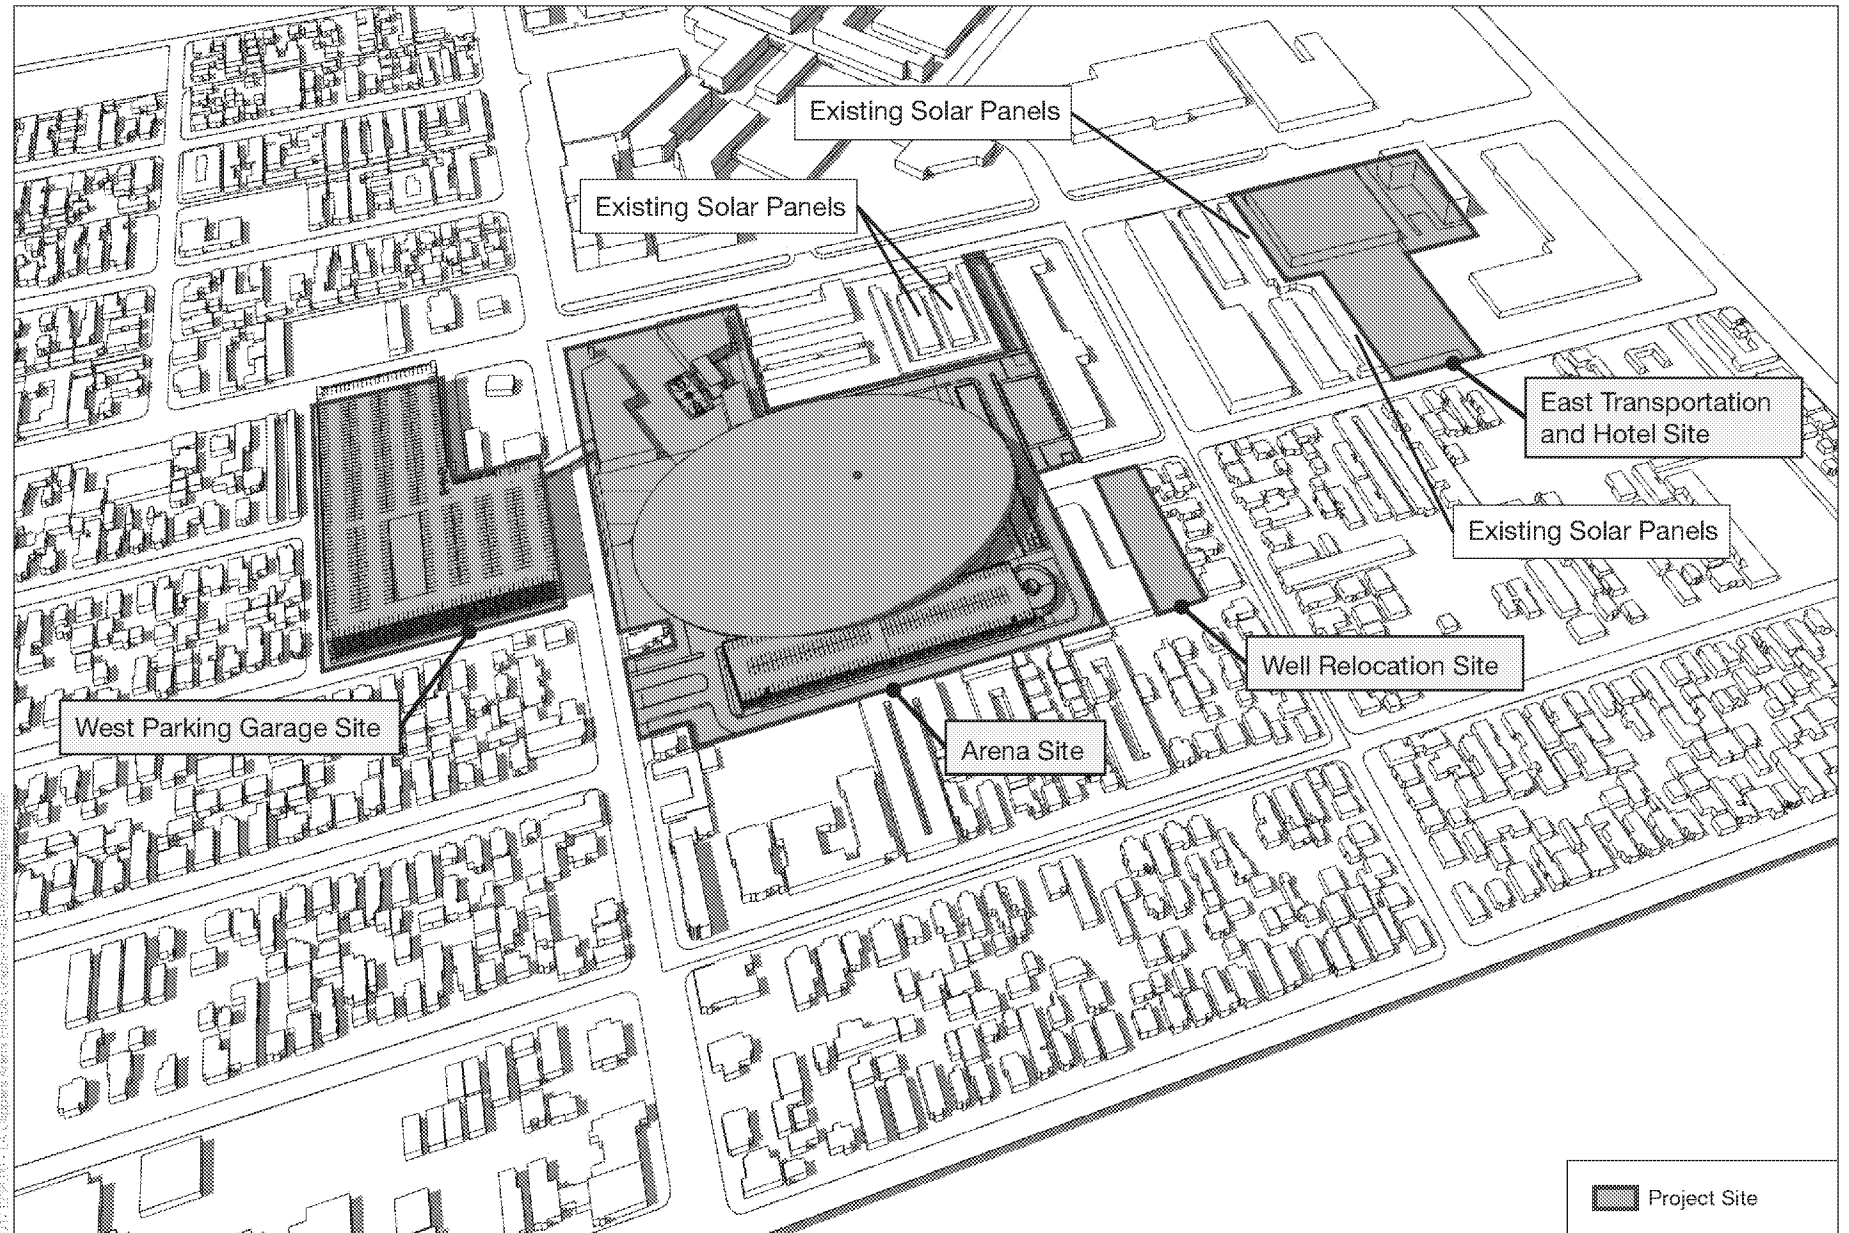 Existing Solar Panels
Existing Solar Panels
East Transportation
and Hotel Site
Existing Solar Panels
Well Relocation Site
West Parking Garage Site
Arena Site
Project Site